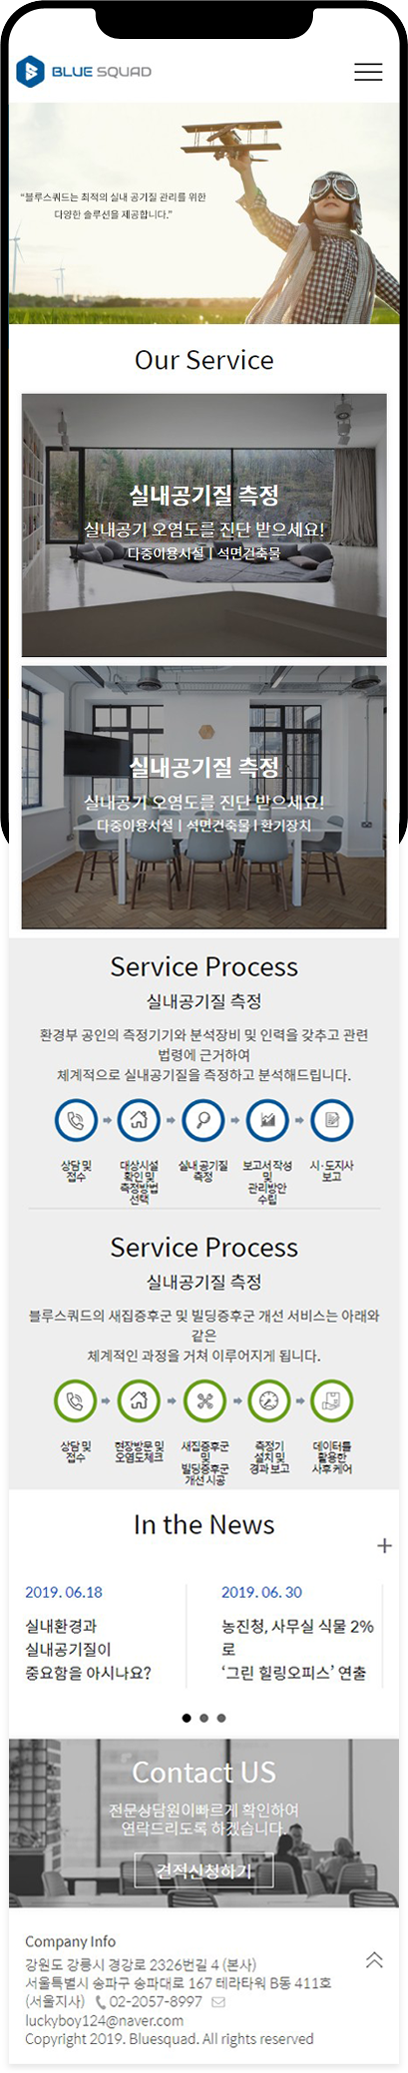 BLUE SQUAD
“블루스쿼드는 최적의 실내 공기질 관리를 위한
다양한 솔루션을 제공합니다.”
Our Service
실내공기질 측정
실내공기 오염도를 진단 받으세요!
다중이용시설 | 석면건축물
실내공기질 측정
실내공기 오염도를 진단 받으세요!
다중이용시설 | 석면건축물 | 환기장치
Service Process
실내공기질 측정
환경부 공인의 측정기기와 분석장비 및 인력을 갖추고 관련
법령에 근거하여
체계적으로 실내공기질을 측정하고 분석해드립니다.
상담 및
접수
대상시설
확인 및
측정방법
선택
실내 공기질
측정
보고서 작성
및
관리방안
수립
시·도지사
보고
Service Process
실내공기질 측정
블루스쿼드의 새집증후군 및 빌딩증후군 개선 서비스는 아래와
같은
체계적인 과정을 거쳐 이루어지게 됩니다.
상담 및
접수
현장방문 및
오염도체크
새집증후군
및
빌딩증후군
개선 시공
측정기
설치 및
경과 보고
데이터를
활용한
사후 케어
In the News
+
2019. 06.18
실내환경과
실내공기질이
중요함을 아시나요?
2019. 06. 30
농진청, 사무실 식물 2%
로
‘그린 힐링오피스’ 연출
Contact US
전문상담원이빠르게 확인하여
연락드리도록 하겠습니다.
견적신청하기
Company Info
강원도 강릉시 경강로 2326번길 4 (본사)
서울특별시 송파구 송파대로 167 테라타워 B동 411호
(서울지사) 02-2057-8997
luckyboy124@naver.com
Copyright 2019. Bluesquad. All rights reserved